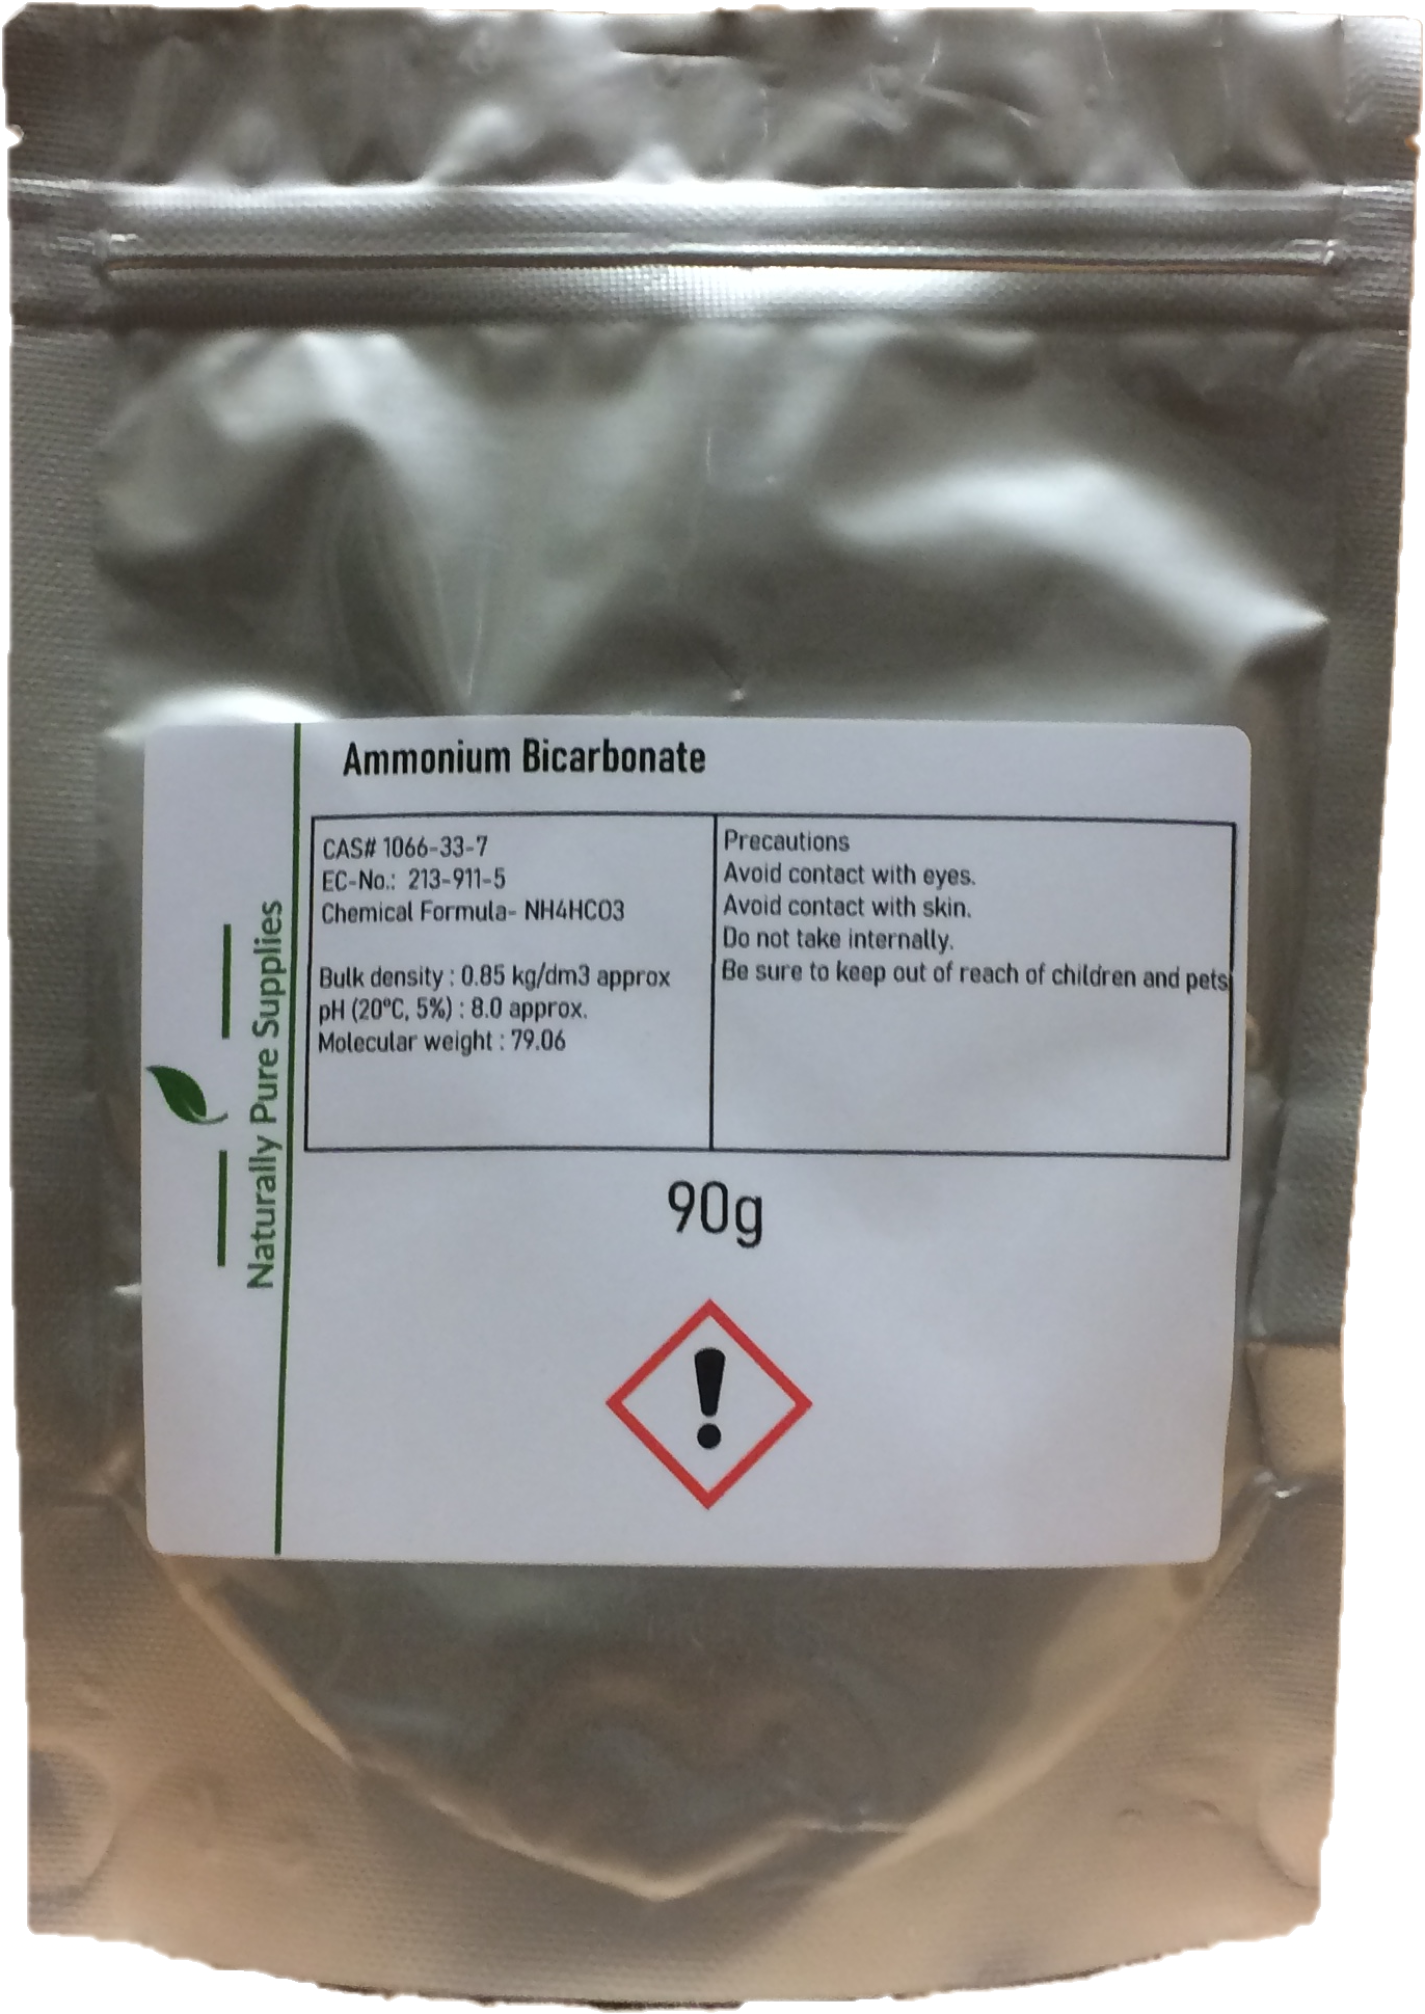 Ammonium Bicarbonate
CAS# 1066-33-7
EC-No.: 213-911-5
Chemical Formula- NH4HCO3
Bulk density : 0.85 kg/dm3 approx
pH (20°C, 5%) : 8.0 approx.
Molecular weight : 79.06
Precautions
Avoid contact with eyes.
Avoid contact with skin.
Do not take internally.
Be sure to keep out of reach of children and pets
90g
Naturally Pure Supplies